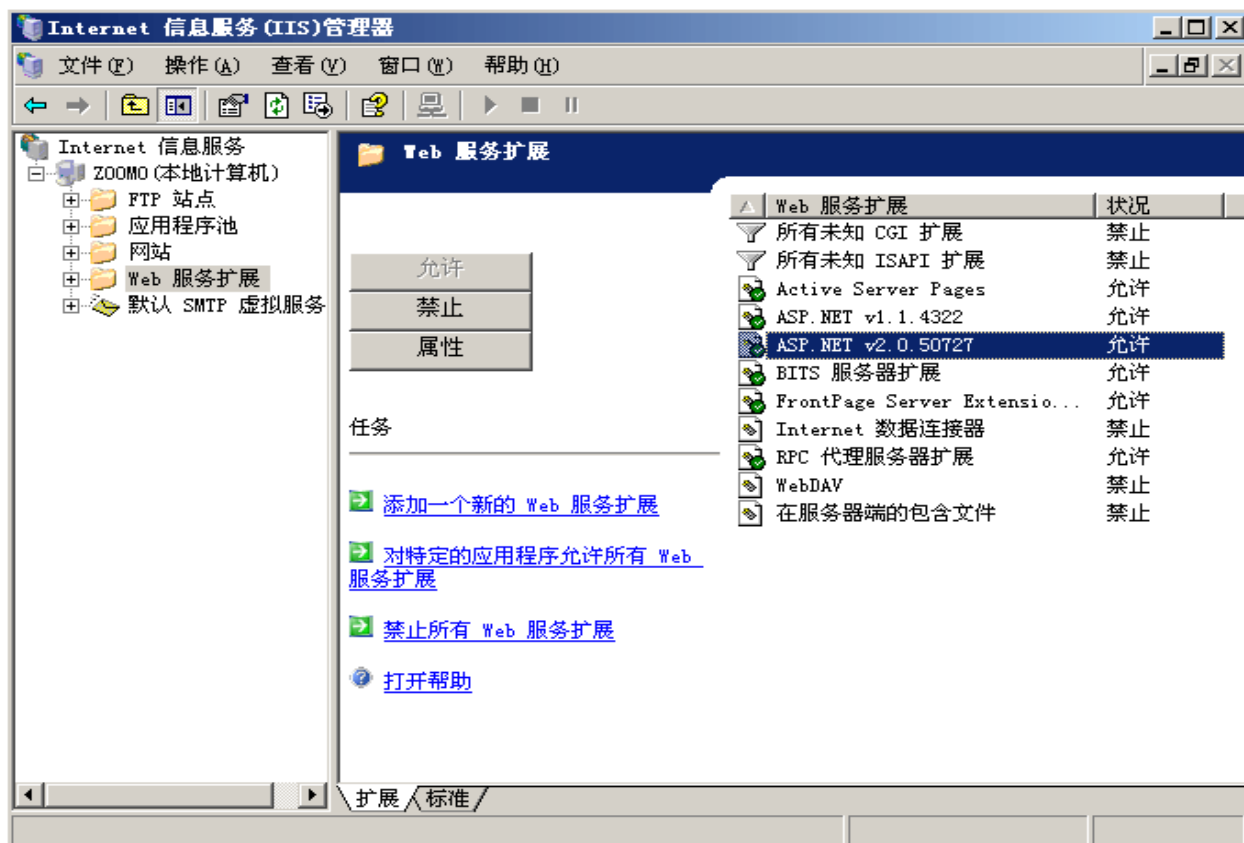 Internet 信息服务(IIS)管理器
文件(F) 操作(A) 查看(V) 窗口(W) 帮助(H)
Internet 信息服务
ZOOMO(本地计算机)
FTP 站点
应用程序池
网站
Web 服务扩展
默认 SMTP 虚拟服务
Web 服务扩展
允许
禁止
属性
任务
添加一个新的 Web 服务扩展
对特定的应用程序允许所有 Web
服务扩展
禁止所有 Web 服务扩展
打开帮助
Web 服务扩展 状况
所有未知 CGI 扩展 禁止
所有未知 ISAPI 扩展 禁止
Active Server Pages 允许
ASP.NET v1.1.4322 允许
ASP.NET v2.0.50727 允许
BITS 服务器扩展 允许
FrontPage Server Extensio... 允许
Internet 数据连接器 禁止
RPC 代理服务器扩展 允许
WebDAV 禁止
在服务器端的包含文件 禁止
扩展 标准